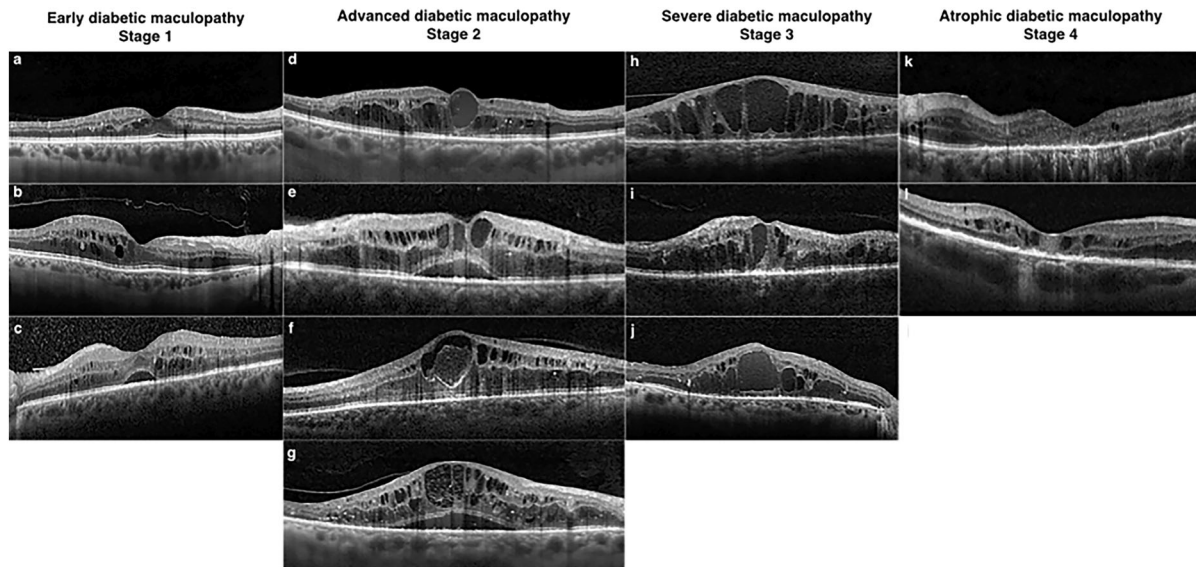 Early diabetic maculopathy
Stage 1
Advanced diabetic maculopathy
Stage 2
Severe diabetic maculopathy
Stage 3
Atrophic diabetic maculopathy
Stage 4
a
d
h
k
b
e
i
l
c
f
j
g